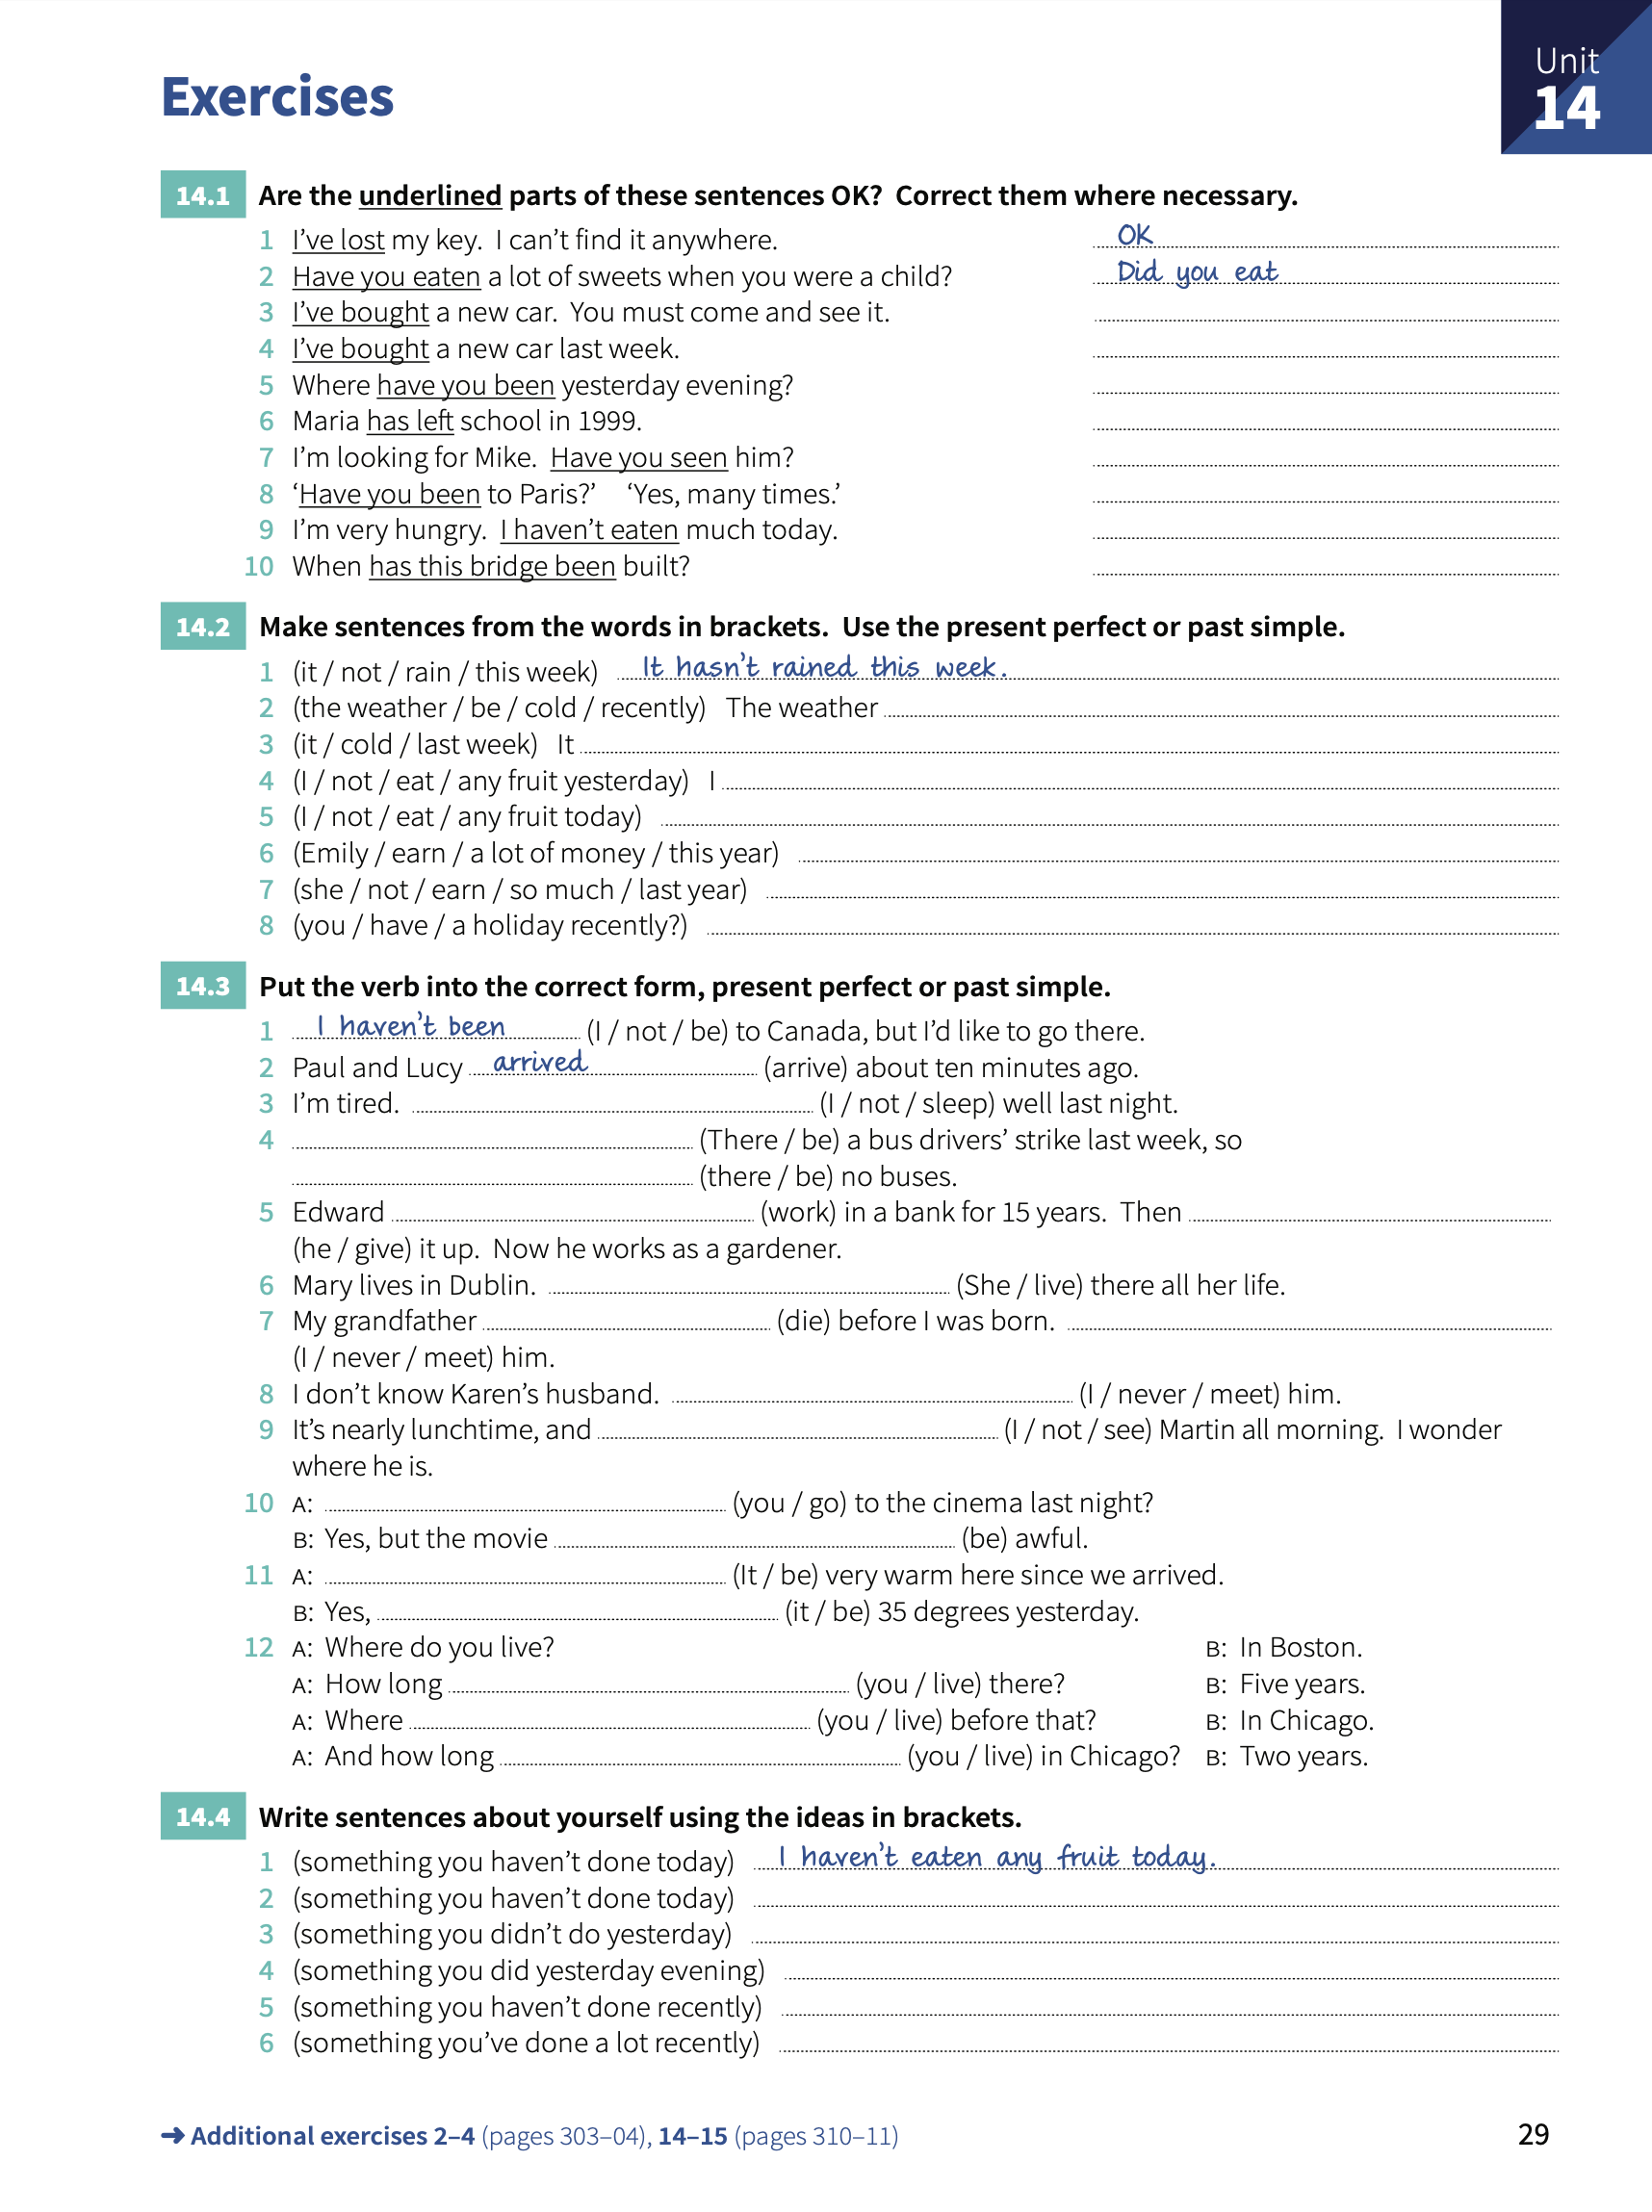 Unit
14
Exercises
14.1 Are the underlined parts of these sentences OK? Correct them where necessary.
1 I've lost my key. I can't find it anywhere. OK
2 Have you eaten a lot of sweets when you were a child? Did you eat
3 I've bought a new car. You must come and see it.
4 I've bought a new car last week.
5 Where have you been yesterday evening?
6 Maria has left school in 1999.
7 I'm looking for Mike. Have you seen him?
8 ‘Have you been to Paris?’ ‘Yes, many times.’
9 I'm very hungry. I haven't eaten much today.
10 When has this bridge been built?
14.2 Make sentences from the words in brackets. Use the present perfect or past simple.
1 (it / not / rain / this week) It hasn't rained this week.
2 (the weather / be / cold / recently) The weather
3 (it / cold / last week) It
4 (I / not / eat / any fruit yesterday) I
5 (I / not / eat / any fruit today)
6 (Emily / earn / a lot of money / this year)
7 (she / not / earn / so much / last year)
8 (you / have / a holiday recently?)
14.3 Put the verb into the correct form, present perfect or past simple.
1 I haven't been (I / not / be) to Canada, but I'd like to go there.
2 Paul and Lucy arrived (arrive) about ten minutes ago.
3 I'm tired. (I / not / sleep) well last night.
4 (There / be) a bus drivers' strike last week, so
(there / be) no buses.
5 Edward (work) in a bank for 15 years. Then
(he / give) it up. Now he works as a gardener.
6 Mary lives in Dublin. (She / live) there all her life.
7 My grandfather (die) before I was born.
(I / never / meet) him.
8 I don't know Karen's husband. (I / never / meet) him.
9 It's nearly lunchtime, and (I / not / see) Martin all morning. I wonder
where he is.
10 A: (you / go) to the cinema last night?
B: Yes, but the movie (be) awful.
11 A: (It / be) very warm here since we arrived.
B: Yes, (it / be) 35 degrees yesterday.
12 A: Where do you live? B: In Boston.
A: How long (you / live) there? B: Five years.
A: Where (you / live) before that? B: In Chicago.
A: And how long (you / live) in Chicago? B: Two years.
14.4 Write sentences about yourself using the ideas in brackets.
1 (something you haven't done today) I haven't eaten any fruit today.
2 (something you haven't done today)
3 (something you didn't do yesterday)
4 (something you did yesterday evening)
5 (something you haven't done recently)
6 (something you've done a lot recently)
➜ Additional exercises 2–4 (pages 303–04), 14–15 (pages 310–11)
29